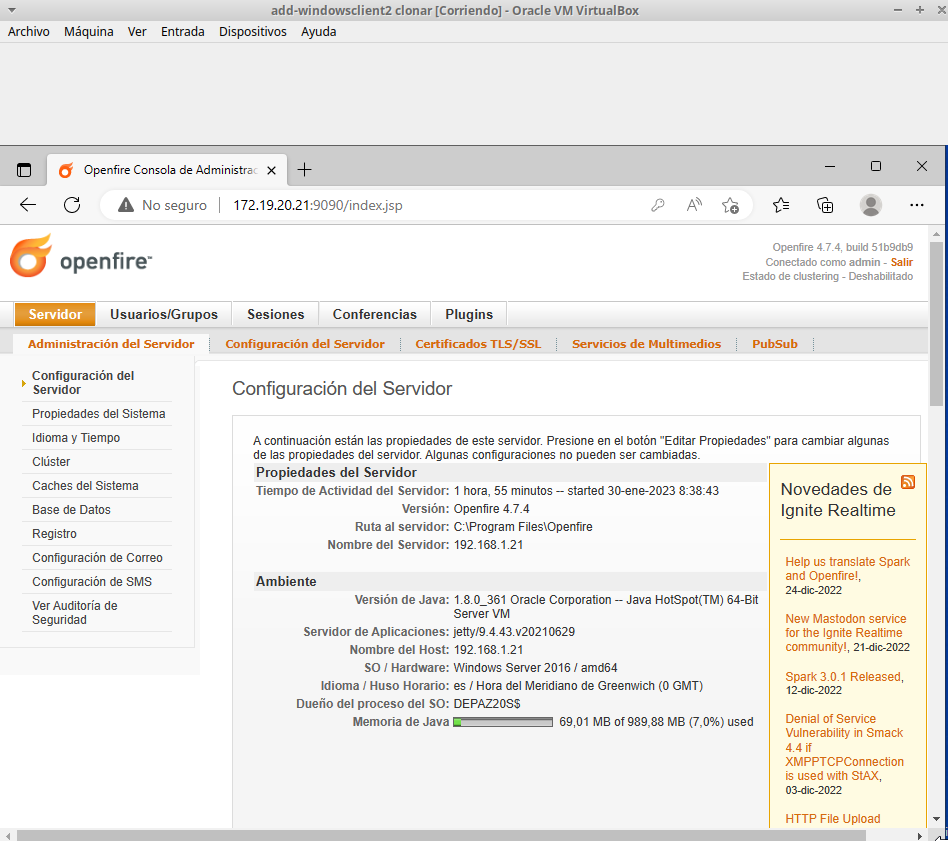 add-windowsclient2 clonar [Corriendo] - Oracle VM VirtualBox
Archivo Máquina Ver Entrada Dispositivos Ayuda
Openfire Consola de Administrac
No seguro 172.19.20.21:9090/index.jsp
openfire™
Openfire 4.7.4, build 51b9db9
Conectado como admin - Salir
Estado de clustering - Deshabilitado
Servidor Usuarios/Grupos Sesiones Conferencias Plugins
Administración del Servidor Configuración del Servidor Certificados TLS/SSL Servicios de Multimedios PubSub
Configuración del
Servidor
Propiedades del Sistema
Idioma y Tiempo
Clúster
Caches del Sistema
Base de Datos
Registro
Configuración de Correo
Configuración de SMS
Ver Auditoría de
Seguridad
Configuración del Servidor
A continuación están las propiedades de este servidor. Presione en el botón "Editar Propiedades" para cambiar algunas
de las propiedades del servidor. Algunas configuraciones no pueden ser cambiadas.
Propiedades del Servidor
Tiempo de Actividad del Servidor: 1 hora, 55 minutos -- started 30-ene-2023 8:38:43
Versión: Openfire 4.7.4
Ruta al servidor: C:\Program Files\Openfire
Nombre del Servidor: 192.168.1.21
Ambiente
Versión de Java: 1.8.0_361 Oracle Corporation -- Java HotSpot(TM) 64-Bit
Server VM
Servidor de Aplicaciones: jetty/9.4.43.v20210629
Nombre del Host: 192.168.1.21
SO / Hardware: Windows Server 2016 / amd64
Idioma / Huso Horario: es / Hora del Meridiano de Greenwich (0 GMT)
Dueño del proceso del SO: DEPAZ20S$
Memoria de Java 69,01 MB of 989,88 MB (7,0%) used
Novedades de
Ignite Realtime
Help us translate Spark
and Openfire!,
24-dic-2022
New Mastodon service
for the Ignite Realtime
community!, 21-dic-2022
Spark 3.0.1 Released,
12-dic-2022
Denial of Service
Vulnerability in Smack
4.4 if
XMPPTCPConnection
is used with StAX,
03-dic-2022
HTTP File Upload